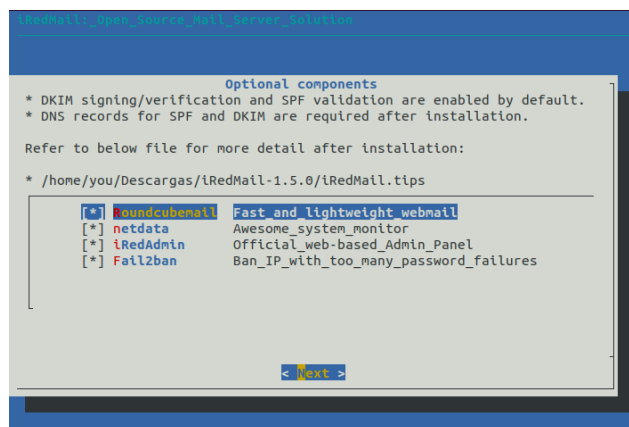 iRedMail:_Open_Source_Mail_Server_Solution
Optional components
* DKIM signing/verification and SPF validation are enabled by default.
* DNS records for SPF and DKIM are required after installation.
Refer to below file for more detail after installation:
* /home/you/Descargas/iRedMail-1.5.0/iRedMail.tips
[*] Roundcubemail Fast_and_lightweight_webmail
[*] netdata Awesome_system_monitor
[*] iRedAdmin Official_web-based_Admin_Panel
[*] Fail2ban Ban_IP_with_too_many_password_failures
< Next >